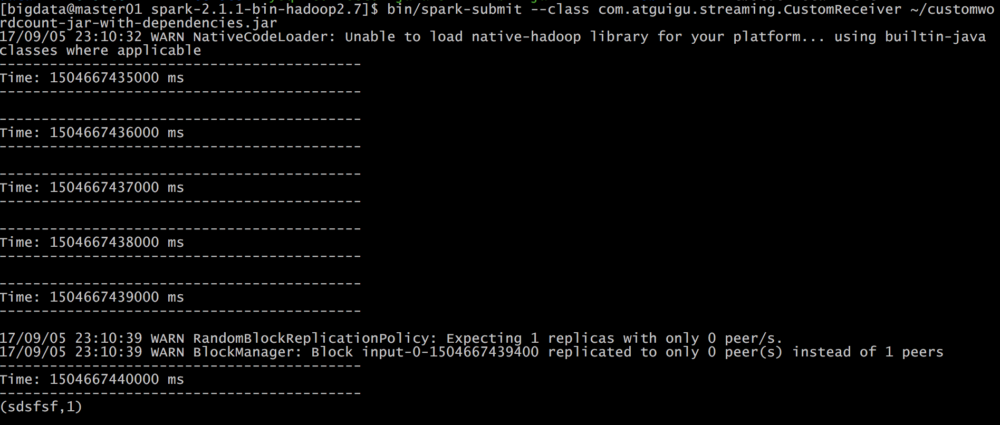 [bigdata@master01 spark-2.1.1-bin-hadoop2.7]$ bin/spark-submit --class com.atguigu.streaming.CustomReceiver ~/customwo
rdcount-jar-with-dependencies.jar
17/09/05 23:10:32 WARN NativeCodeLoader: Unable to load native-hadoop library for your platform... using builtin-java
classes where applicable
-------------------------------------------
Time: 1504667435000 ms
-------------------------------------------
-------------------------------------------
Time: 1504667436000 ms
-------------------------------------------
-------------------------------------------
Time: 1504667437000 ms
-------------------------------------------
-------------------------------------------
Time: 1504667438000 ms
-------------------------------------------
-------------------------------------------
Time: 1504667439000 ms
-------------------------------------------
17/09/05 23:10:39 WARN RandomBlockReplicationPolicy: Expecting 1 replicas with only 0 peer/s.
17/09/05 23:10:39 WARN BlockManager: Block input-0-1504667439400 replicated to only 0 peer(s) instead of 1 peers
-------------------------------------------
Time: 1504667440000 ms
-------------------------------------------
(sdsfsf,1)